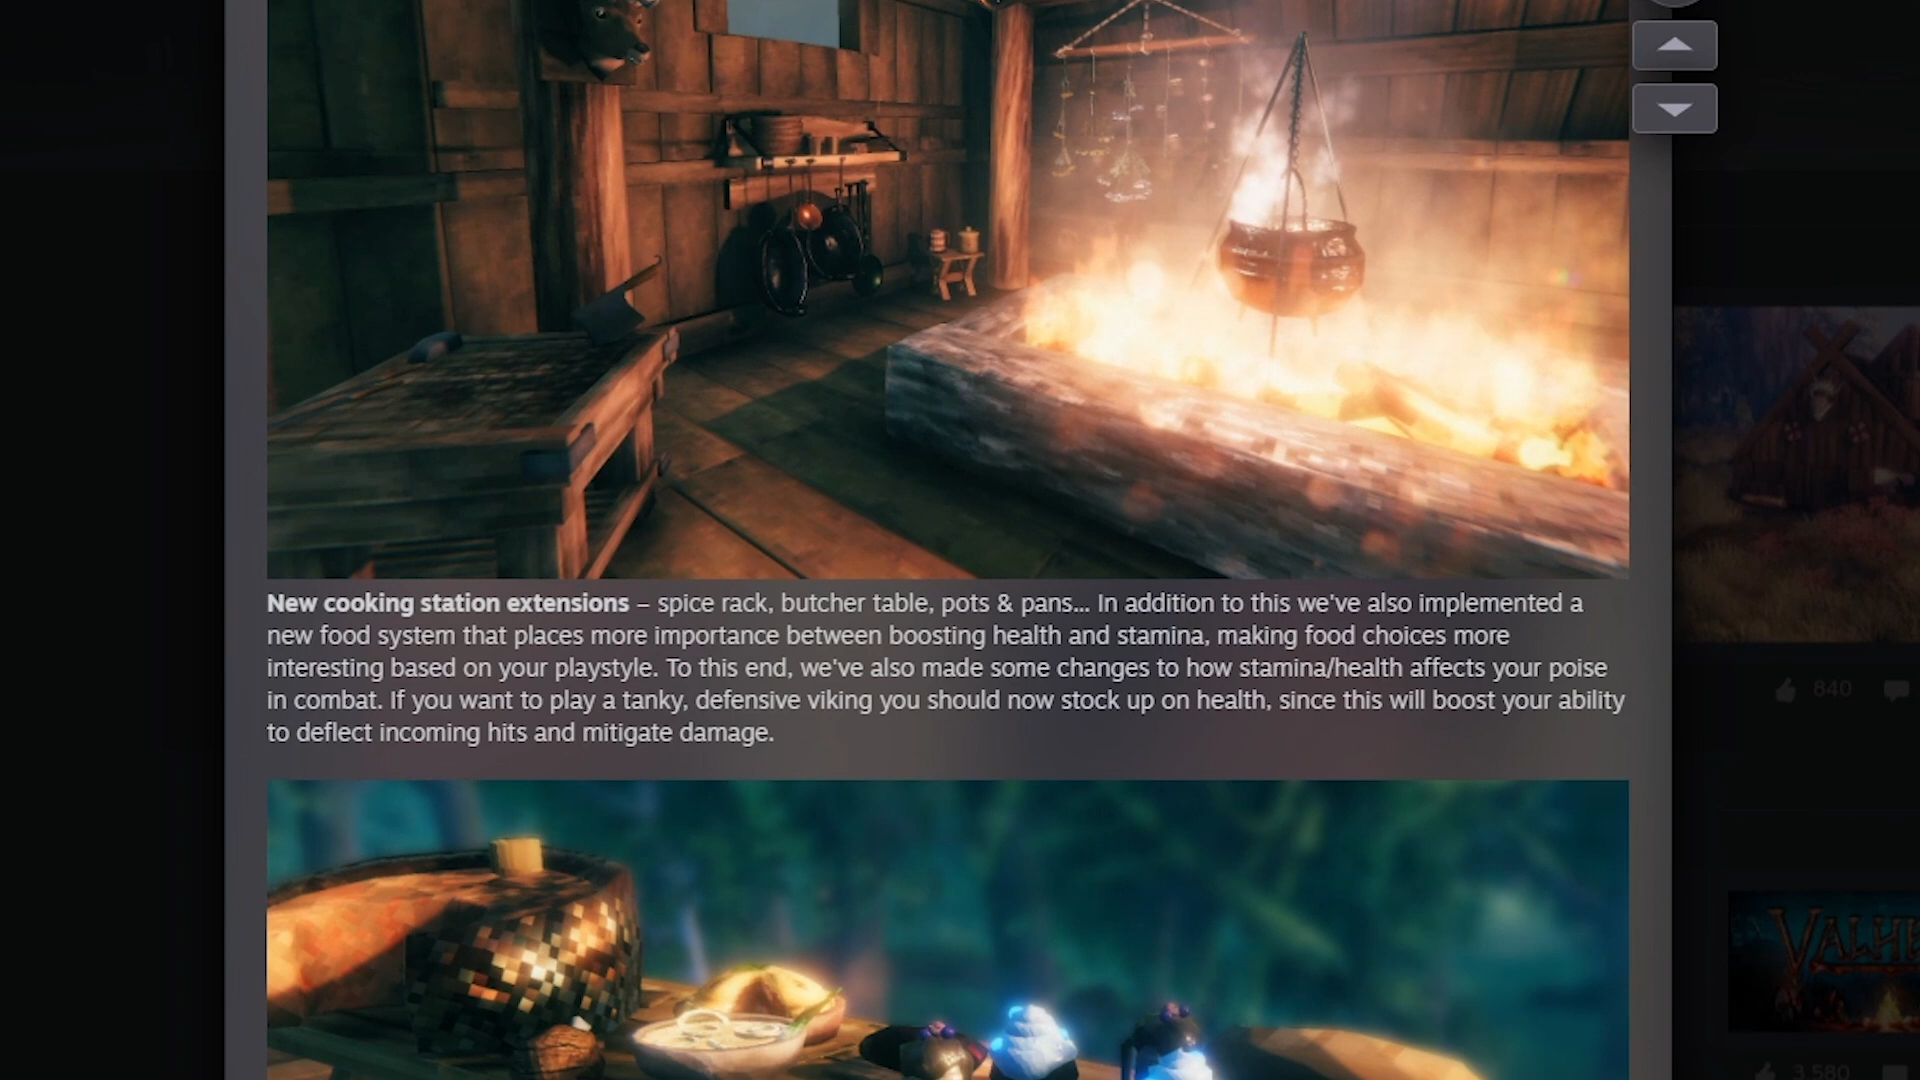 New cooking station extensions – spice rack, butcher table, pots & pans... In addition to this we've also implemented a
new food system that places more importance between boosting health and stamina, making food choices more
interesting based on your playstyle. To this end, we've also made some changes to how stamina/health affects your poise
in combat. If you want to play a tanky, defensive viking you should now stock up on health, since this will boost your ability
to deflect incoming hits and mitigate damage.
840
VALHE
3,580